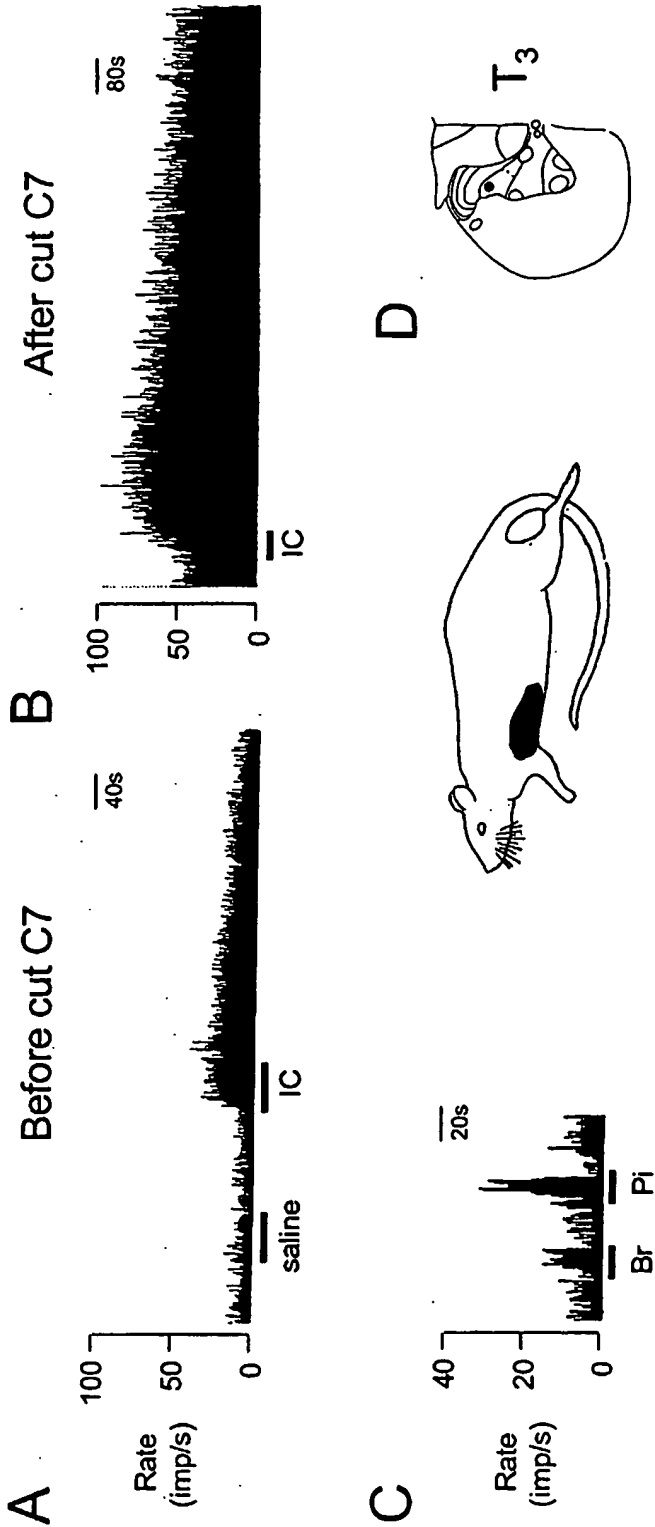 A
Before cut C7
Rate
(imp/s)
100
50
0
40s
saline
IC
B
After cut C7
100
50
0
80s
IC
C
Rate
(imp/s)
40
20
0
20s
Br
Pi
D
T3